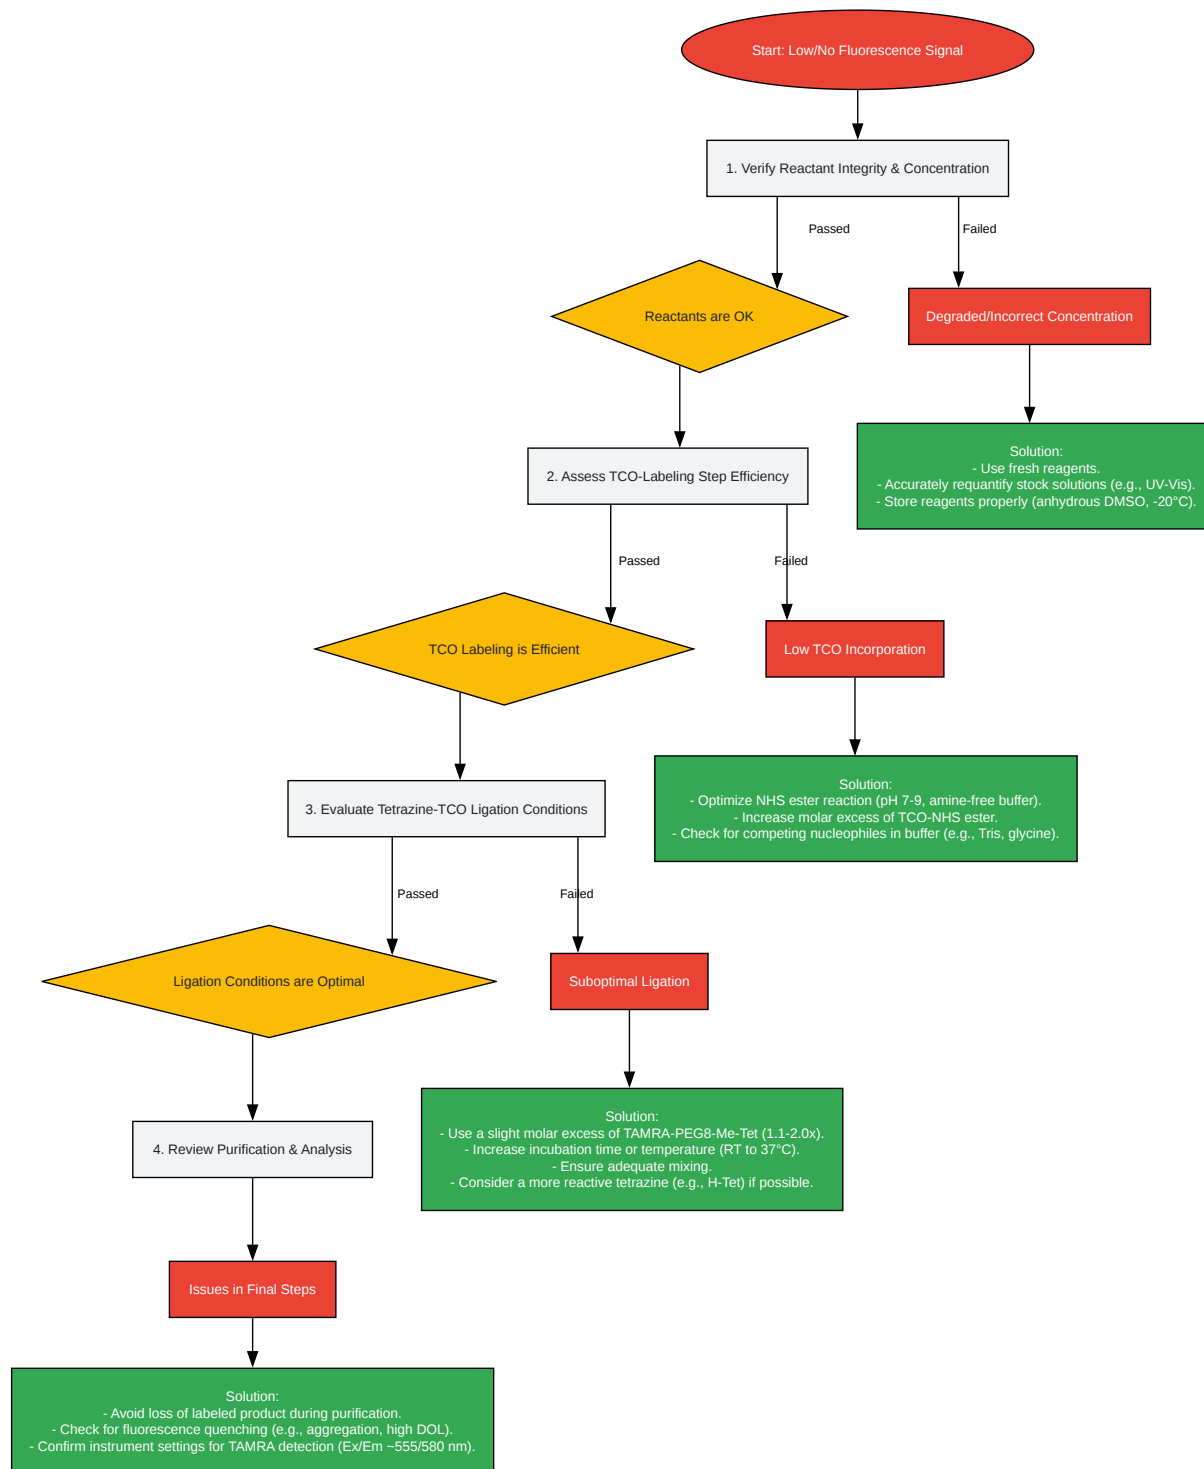 Start: Low/No Fluorescence Signal
1. Verify Reactant Integrity & Concentration
Passed
Failed
Reactants are OK
Degraded/Incorrect Concentration
Solution:
- Use fresh reagents.
- Accurately requantify stock solutions (e.g., UV-Vis).
- Store reagents properly (anhydrous DMSO, -20°C).
2. Assess TCO-Labeling Step Efficiency
Passed
Failed
TCO Labeling is Efficient
Low TCO Incorporation
Solution:
- Optimize NHS ester reaction (pH 7-9, amine-free buffer).
- Increase molar excess of TCO-NHS ester.
- Check for competing nucleophiles in buffer (e.g., Tris, glycine).
3. Evaluate Tetrazine-TCO Ligation Conditions
Passed
Failed
Ligation Conditions are Optimal
Suboptimal Ligation
Solution:
- Use a slight molar excess of TAMRA-PEG8-Me-Tet (1.1-2.0x).
- Increase incubation time or temperature (RT to 37°C).
- Ensure adequate mixing.
- Consider a more reactive tetrazine (e.g., H-Tet) if possible.
4. Review Purification & Analysis
Issues in Final Steps
Solution:
- Avoid loss of labeled product during purification.
- Check for fluorescence quenching (e.g., aggregation, high DOL).
- Confirm instrument settings for TAMRA detection (Ex/Em ~555/580 nm).